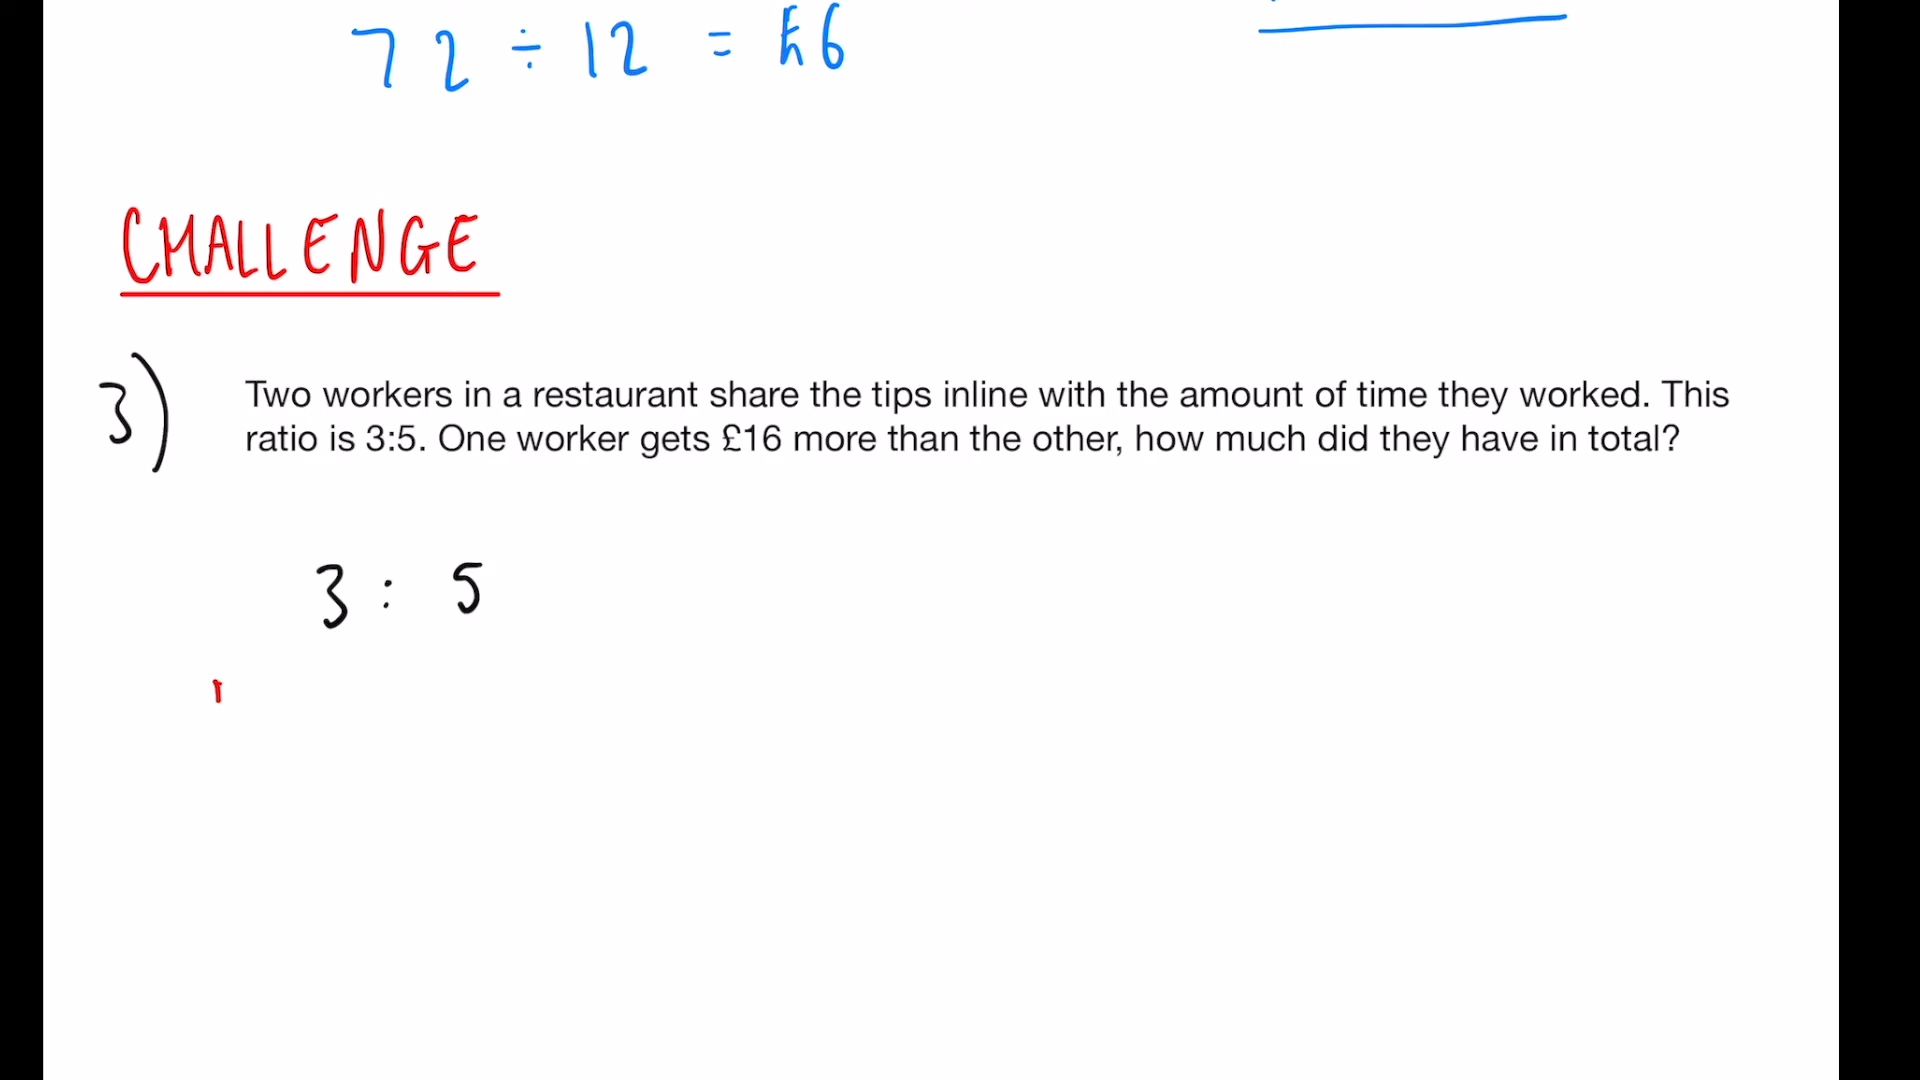 72 ÷ 12 = £6
CHALLENGE
3) Two workers in a restaurant share the tips inline with the amount of time they worked. This
ratio is 3:5. One worker gets £16 more than the other, how much did they have in total?
3 : 5